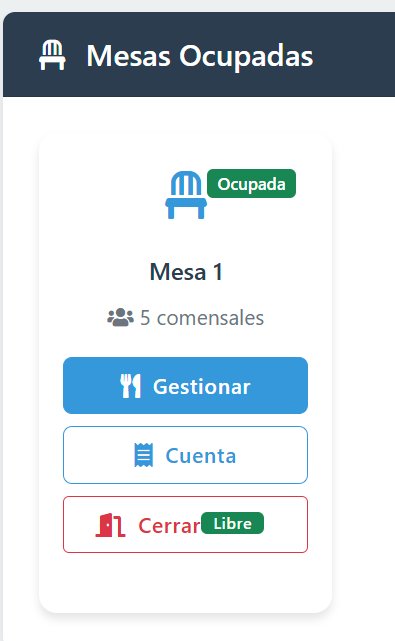 Mesas Ocupadas
Ocupada
Mesa 1
5 comensales
Gestionar
Cuenta
Cerrar Libre